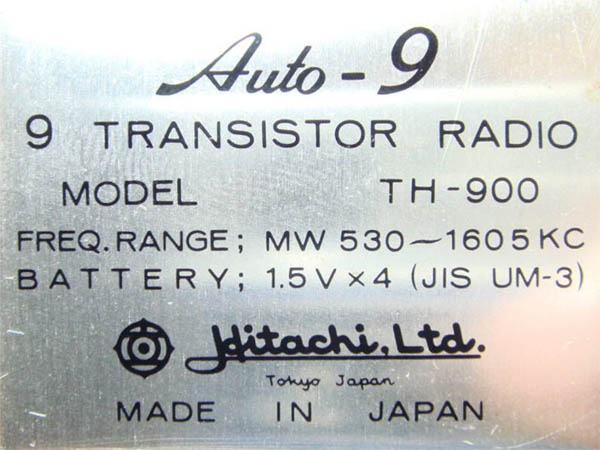 Auto-9
9 TRANSISTOR RADIO
MODEL TH-900
FREQ. RANGE; MW 530~1605 KC
BATTERY; 1.5 V × 4 (JIS UM-3)
Hitachi, Ltd.
Tokyo Japan
MADE IN JAPAN